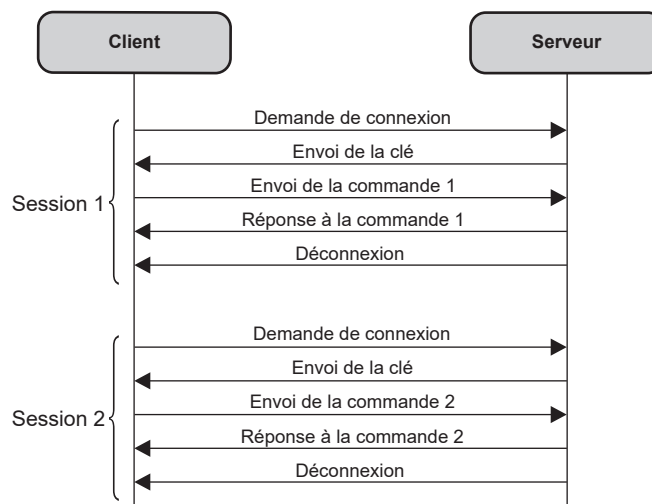 Client
Serveur
Demande de connexion
Envoi de la clé
Envoi de la commande 1
Session 1
Réponse à la commande 1
Déconnexion
Demande de connexion
Envoi de la clé
Envoi de la commande 2
Session 2
Réponse à la commande 2
Déconnexion